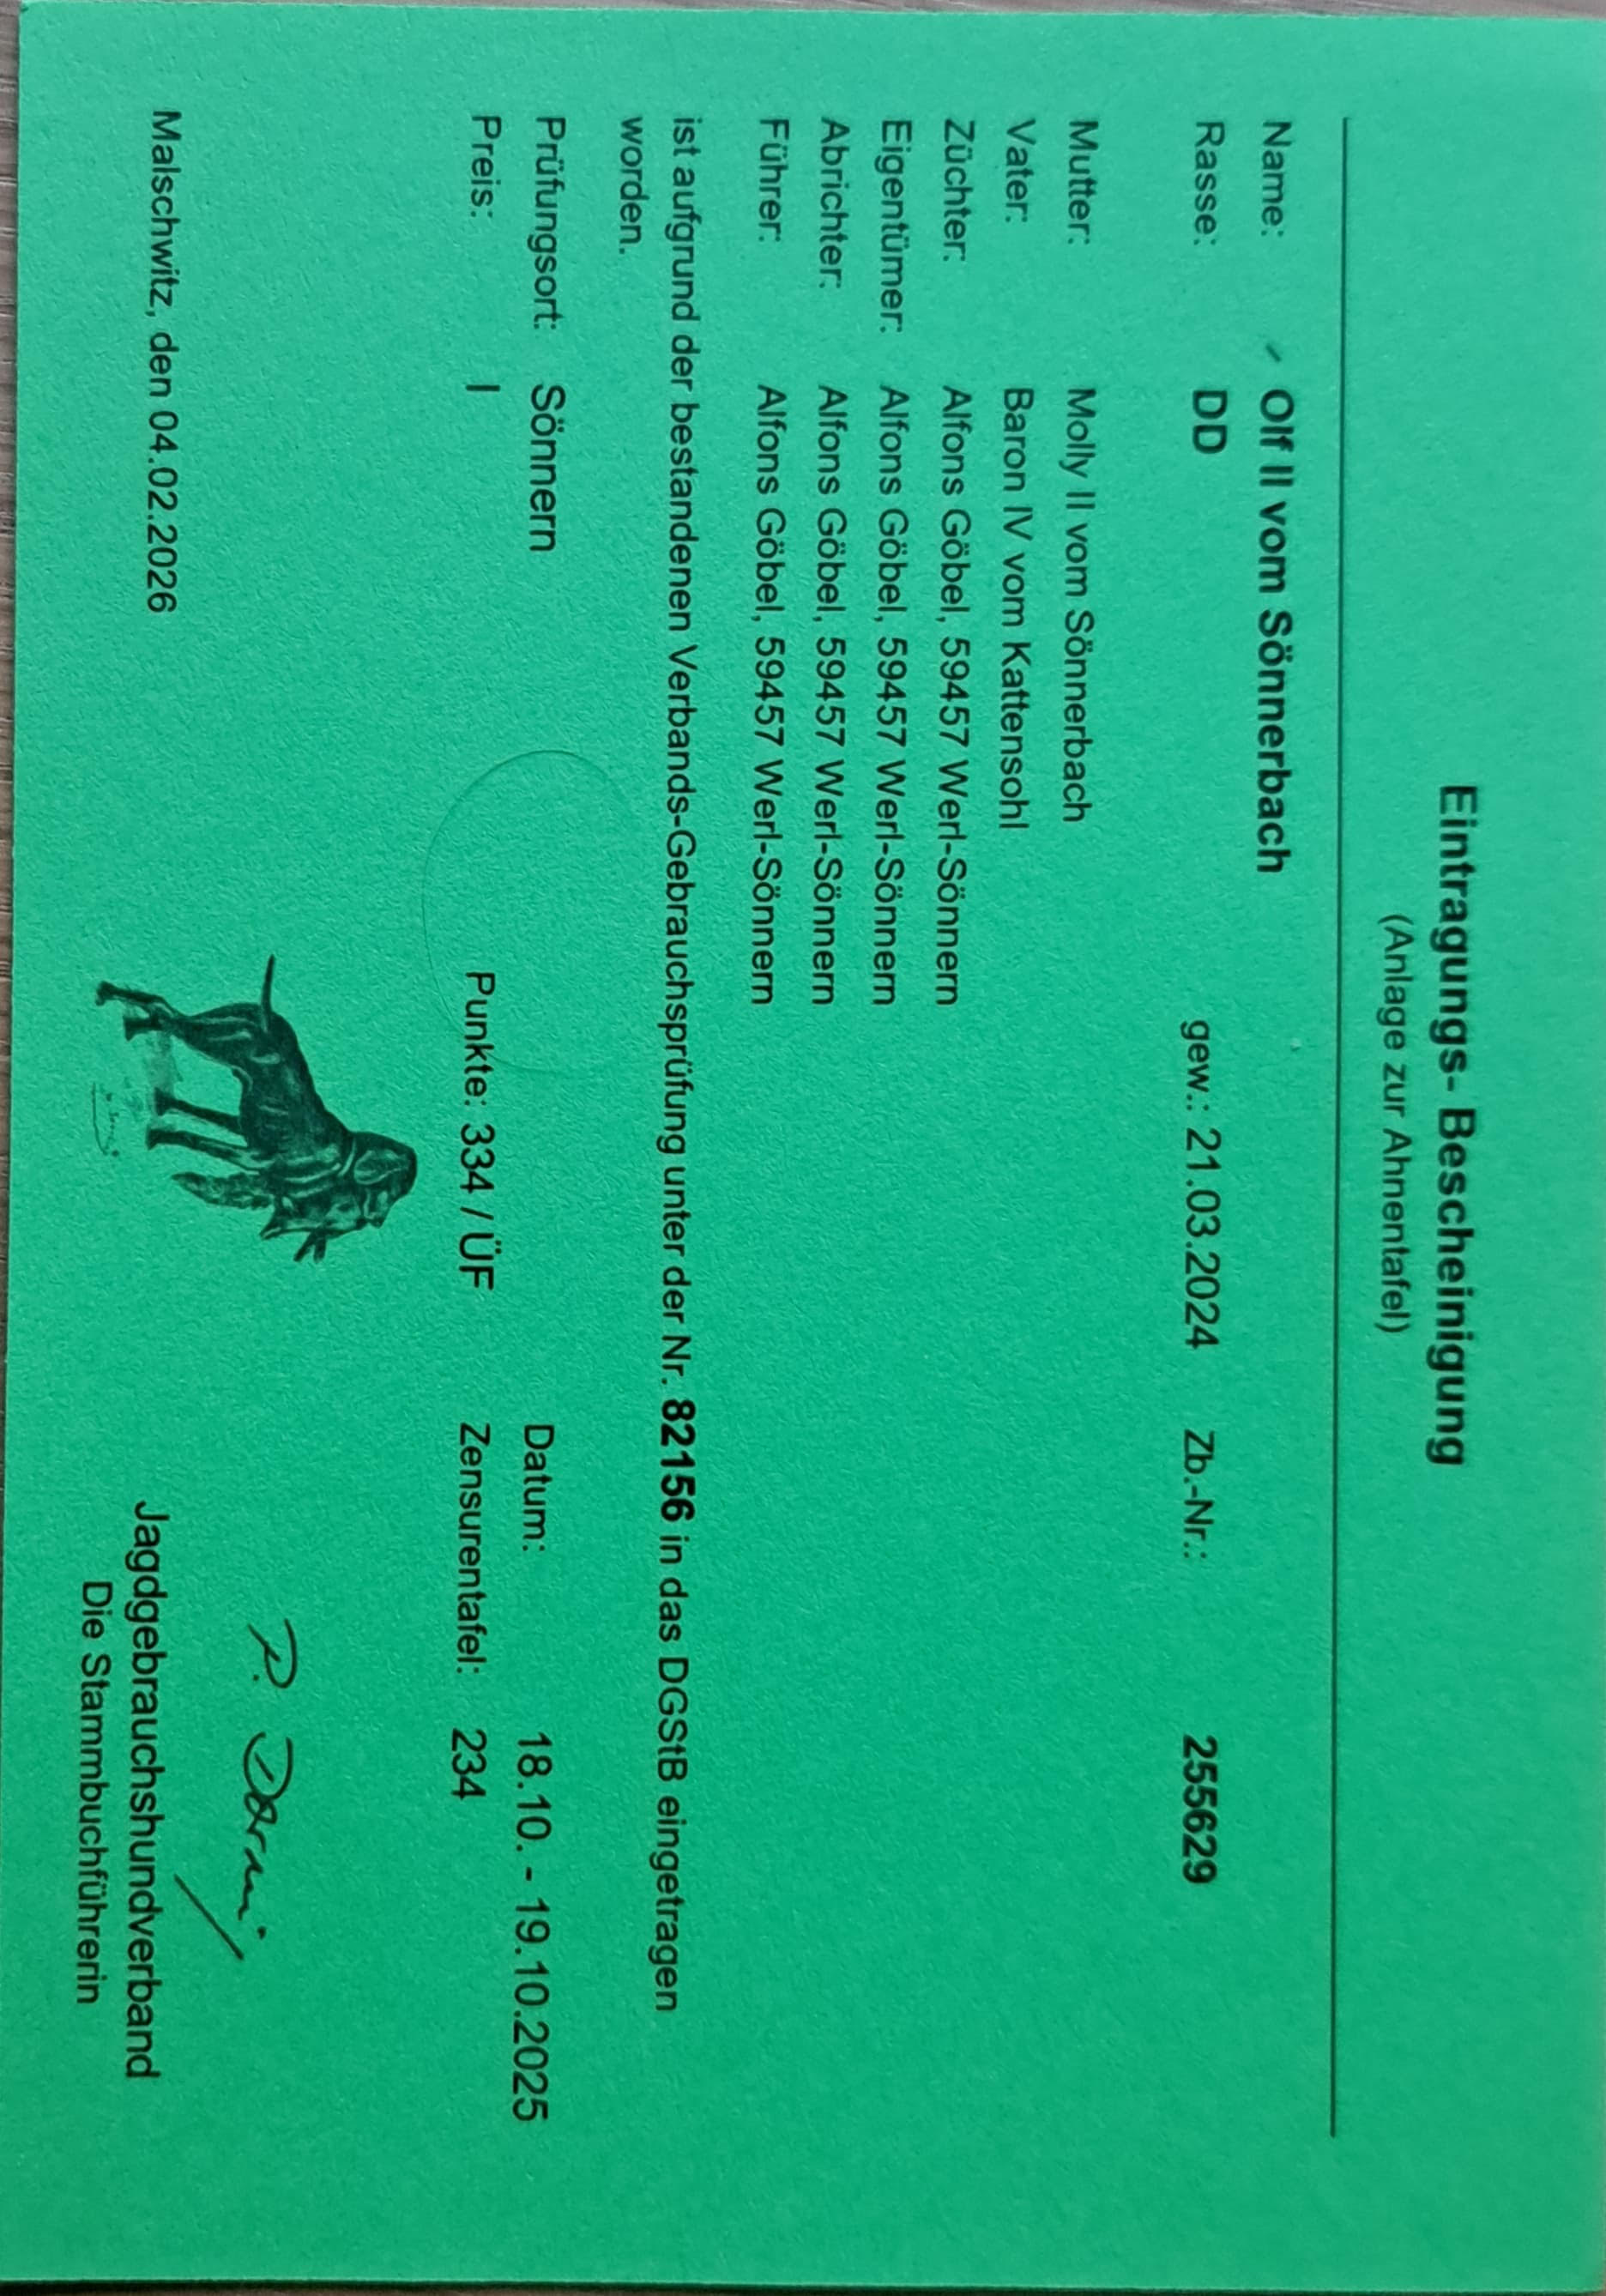 Eintragungs- Bescheinigung
(Anlage zur Ahnentafel)
Name: Olf II vom Sönnerbach
Rasse: DD gew.: 21.03.2024 Zb.-Nr.: 255629
Mutter: Molly II vom Sönnerbach
Vater: Baron IV vom Kattensohl
Züchter: Alfons Göbel, 59457 Werl-Sönnern
Eigentümer: Alfons Göbel, 59457 Werl-Sönnern
Abrichter: Alfons Göbel, 59457 Werl-Sönnern
Führer: Alfons Göbel, 59457 Werl-Sönnern
ist aufgrund der bestandenen Verbands-Gebrauchsprüfung unter der Nr. 82156 in das DGStB eingetragen
worden.
Prüfungsort: Sönnern Datum: 18.10. - 19.10.2025
Preis: I Punkte: 334 / ÜF Zensurentafel: 234
Malschwitz, den 04.02.2026
P.
Jagdgebrauchshundverband
Die Stammbuchführerin